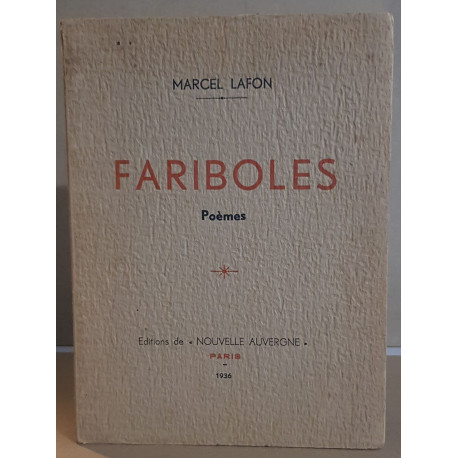 MARCEL LAFON
FARIBOLES
Poèmes
Editions de « NOUVELLE AUVERGNE »
PARIS
1936